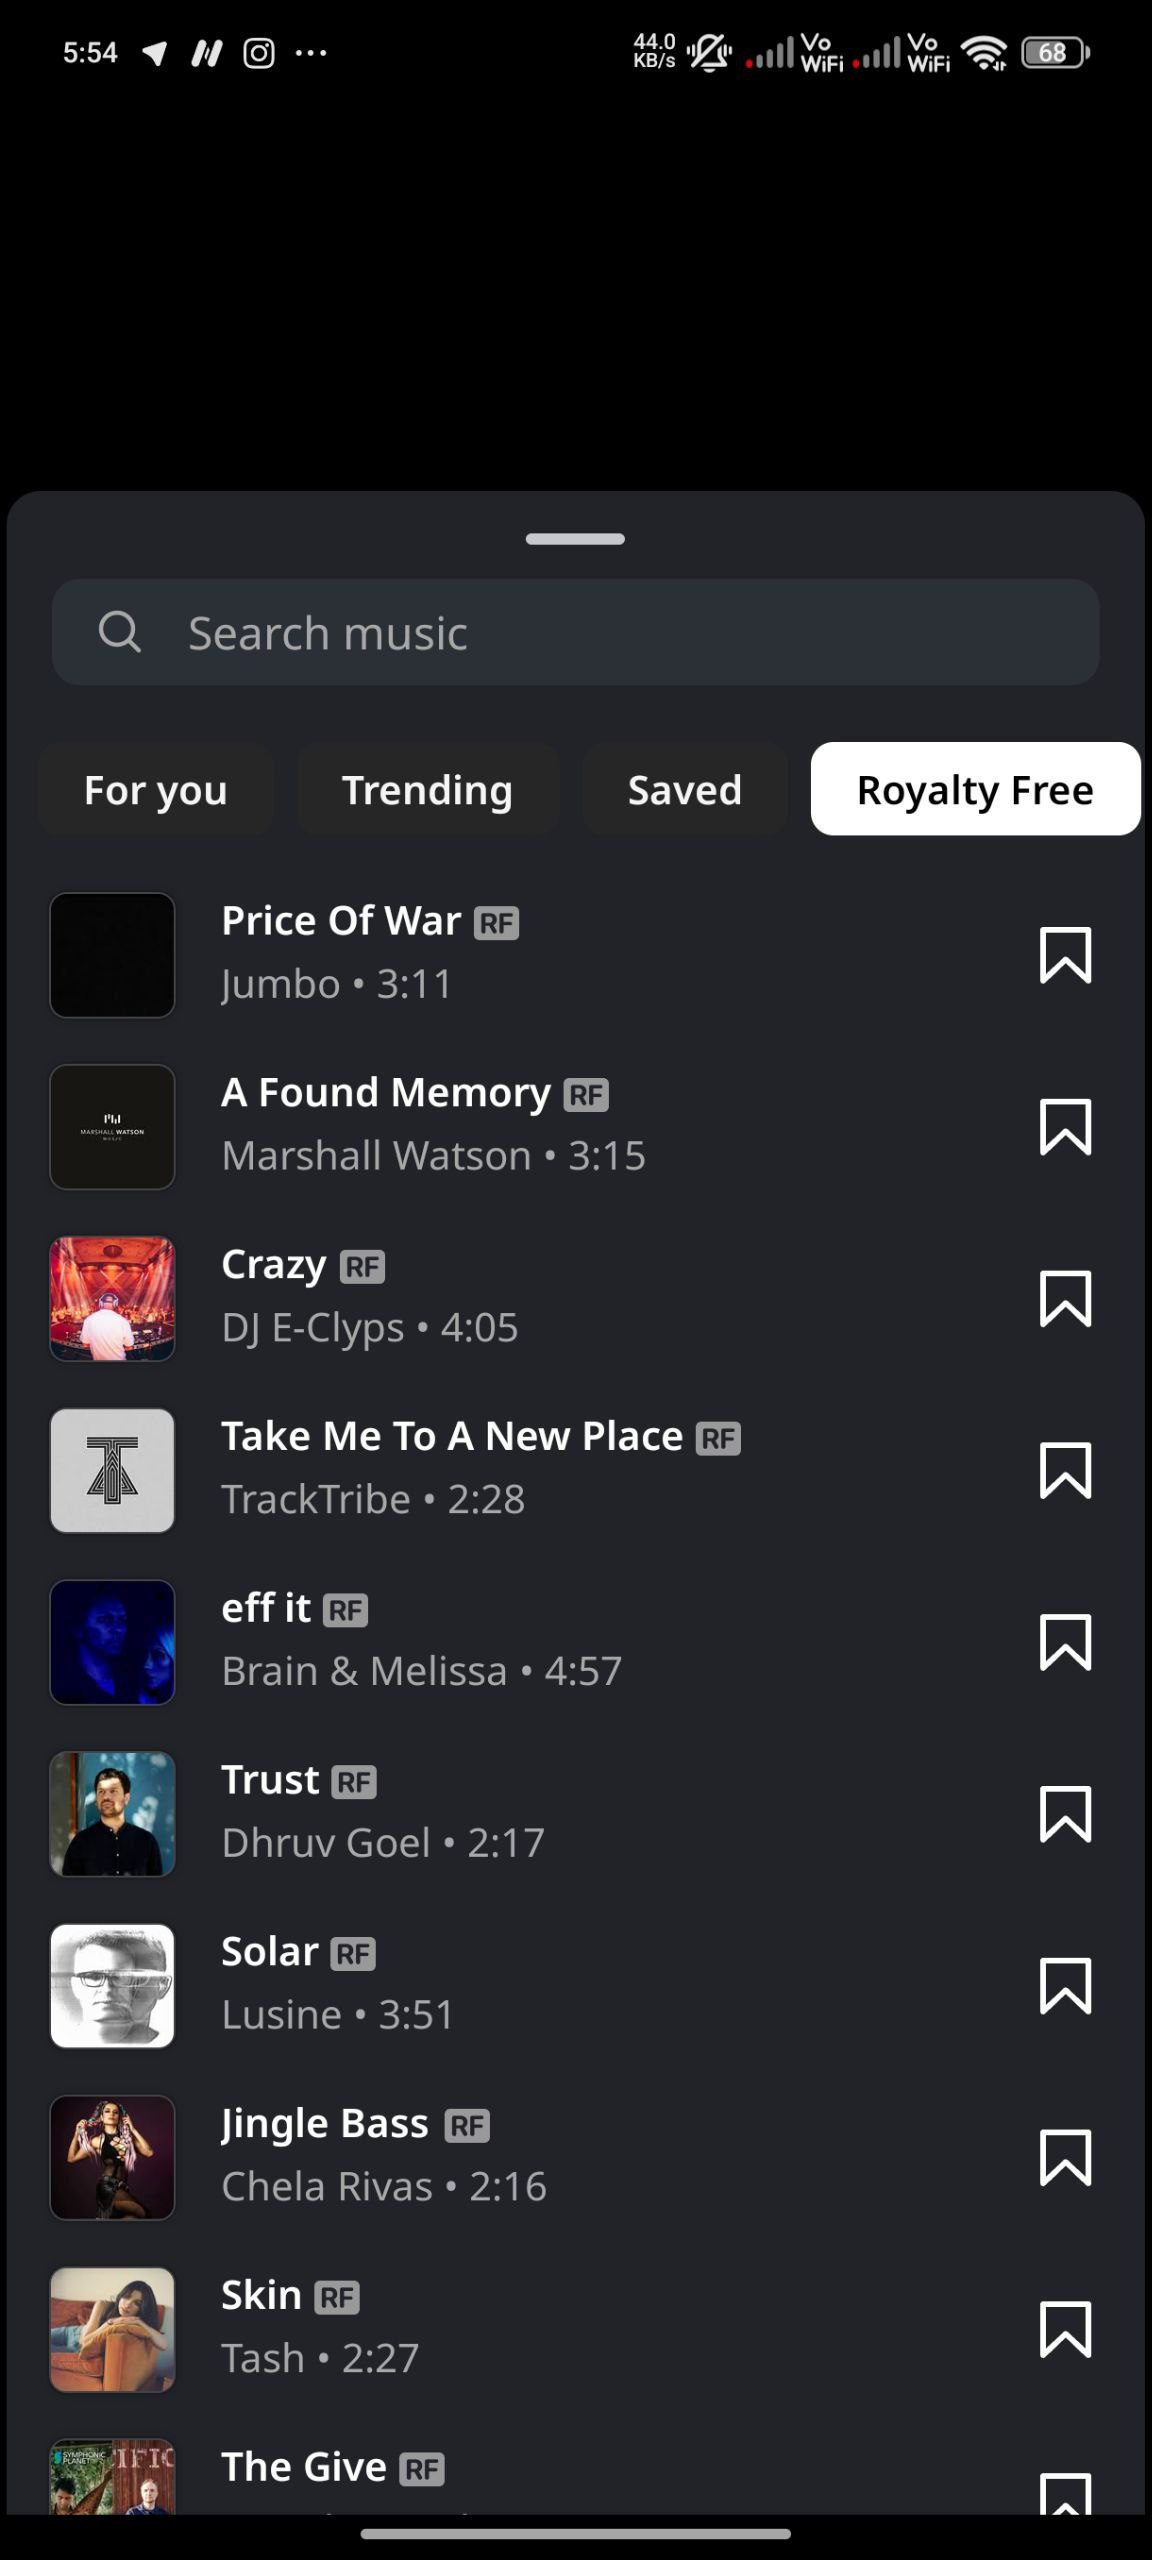 5:54
44.0
KB/s
Vo
WiFi
Vo
WiFi
68
Search music
For you
Trending
Saved
Royalty Free
Price Of War RF
Jumbo • 3:11
MARSHALL WATSON
MUSIC
A Found Memory RF
Marshall Watson • 3:15
Crazy RF
DJ E-Clyps • 4:05
Take Me To A New Place RF
TrackTribe • 2:28
eff it RF
Brain & Melissa • 4:57
Trust RF
Dhruv Goel • 2:17
Solar RF
Lusine • 3:51
Jingle Bass RF
Chela Rivas • 2:16
Skin RF
Tash • 2:27
SYMPHONIC
PLANET
The Give RF